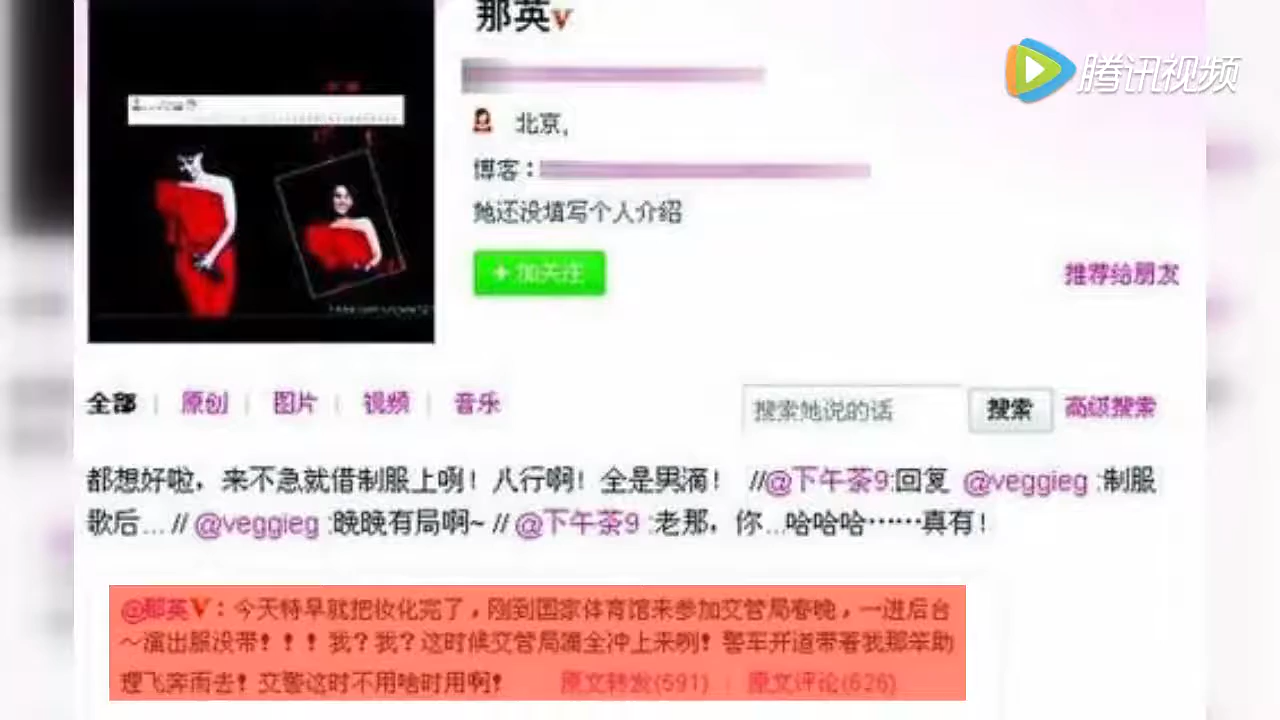 那英V
腾讯视频
北京,
博客：
她还没填写个人介绍
+ 加关注
推荐给朋友
全部 | 原创 | 图片 | 视频 | 音乐
搜索她说的话 搜索 高级搜索
都想好啦，来不急就借制服上咧！八行啊！全是男滴！ //@下午茶9:回复 @veggieg :制服
歌后... // @veggieg :晚晚有局啊~ // @下午茶9 :老那，你...哈哈哈……真有！
@那英V：今天特早就把妆化完了，刚到国家体育馆来参加交管局春晚，一进后台
～演出服没带！！！我？我？这时候交管局滴全冲上来咧！警车开道带着我那笨助
理飞奔而去！交警这时不用啥时用啊！ 原文转发(591) | 原文评论(626)